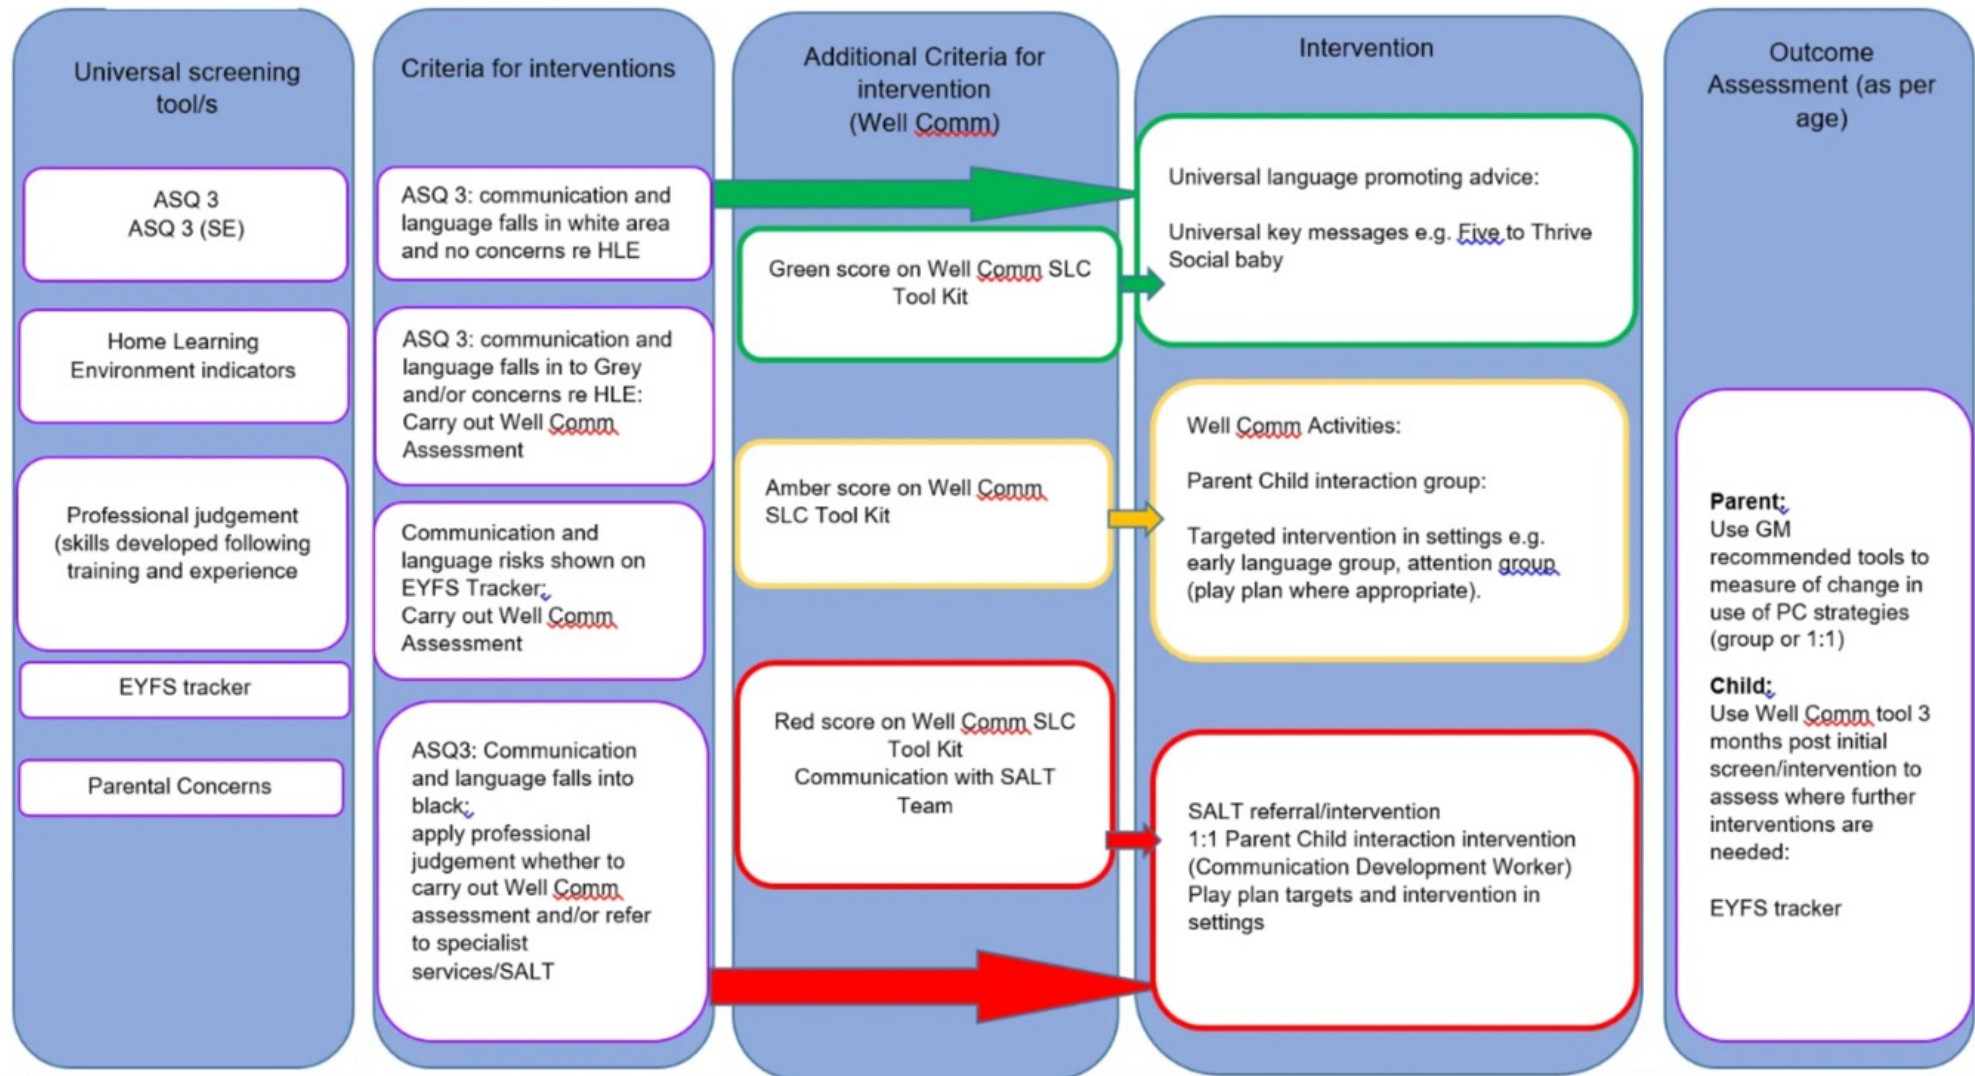 Universal screening
tool/s
ASQ 3
ASQ 3 (SE)
Home Learning
Environment indicators
Professional judgement
(skills developed following
training and experience
EYFS tracker
Parental Concerns
Criteria for interventions
ASQ 3: communication and
language falls in white area
and no concerns re HLE
ASQ 3: communication and
language falls in to Grey
and/or concerns re HLE:
Carry out Well Comm
Assessment
Communication and
language risks shown on
EYFS Tracker:
Carry out Well Comm
Assessment
ASQ3: Communication
and language falls into
black:
apply professional
judgement whether to
carry out Well Comm
assessment and/or refer
to specialist
services/SALT
Additional Criteria for
intervention
(Well Comm)
Green score on Well Comm SLC
Tool Kit
Amber score on Well Comm
SLC Tool Kit
Red score on Well Comm SLC
Tool Kit
Communication with SALT
Team
Intervention
Universal language promoting advice:
Universal key messages e.g. Five to Thrive
Social baby
Well Comm Activities:
Parent Child interaction group:
Targeted intervention in settings e.g.
early language group, attention group
(play plan where appropriate).
SALT referral/intervention
1:1 Parent Child interaction intervention
(Communication Development Worker)
Play plan targets and intervention in
settings
Outcome
Assessment (as per
age)
Parent:
Use GM
recommended tools to
measure of change in
use of PC strategies
(group or 1:1)
Child:
Use Well Comm tool 3
months post initial
screen/intervention to
assess where further
interventions are
needed:
EYFS tracker